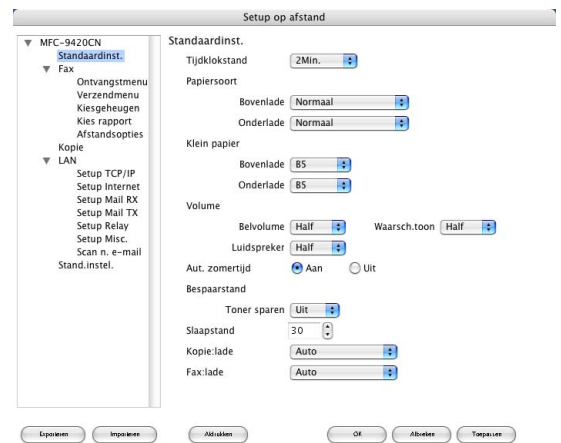 Setup op afstand
MFC-9420CN
Standaardinst.
Fax
Ontvangstmenu
Verzendmenu
Kiesgeheugen
Kies rapport
Afstandsopties
Kopie
LAN
Setup TCP/IP
Setup Internet
Setup Mail RX
Setup Mail TX
Setup Relay
Setup Misc.
Scan n. e-mail
Stand.instel.
Standaardinst.
Tijdklokstand 2Min.
Papiersoort
Bovenlade Normaal
Onderlade Normaal
Klein papier
Bovenlade B5
Onderlade B5
Volume
Belvolume Half Waarsch.toon Half
Luidspreker Half
Aut. zomertijd Aan Uit
Bespaarstand
Toner sparen Uit
Slaapstand 30
Kopie:lade Auto
Fax:lade Auto
Exporteren Importeren Afdrukken OK Afbreken Toepassen